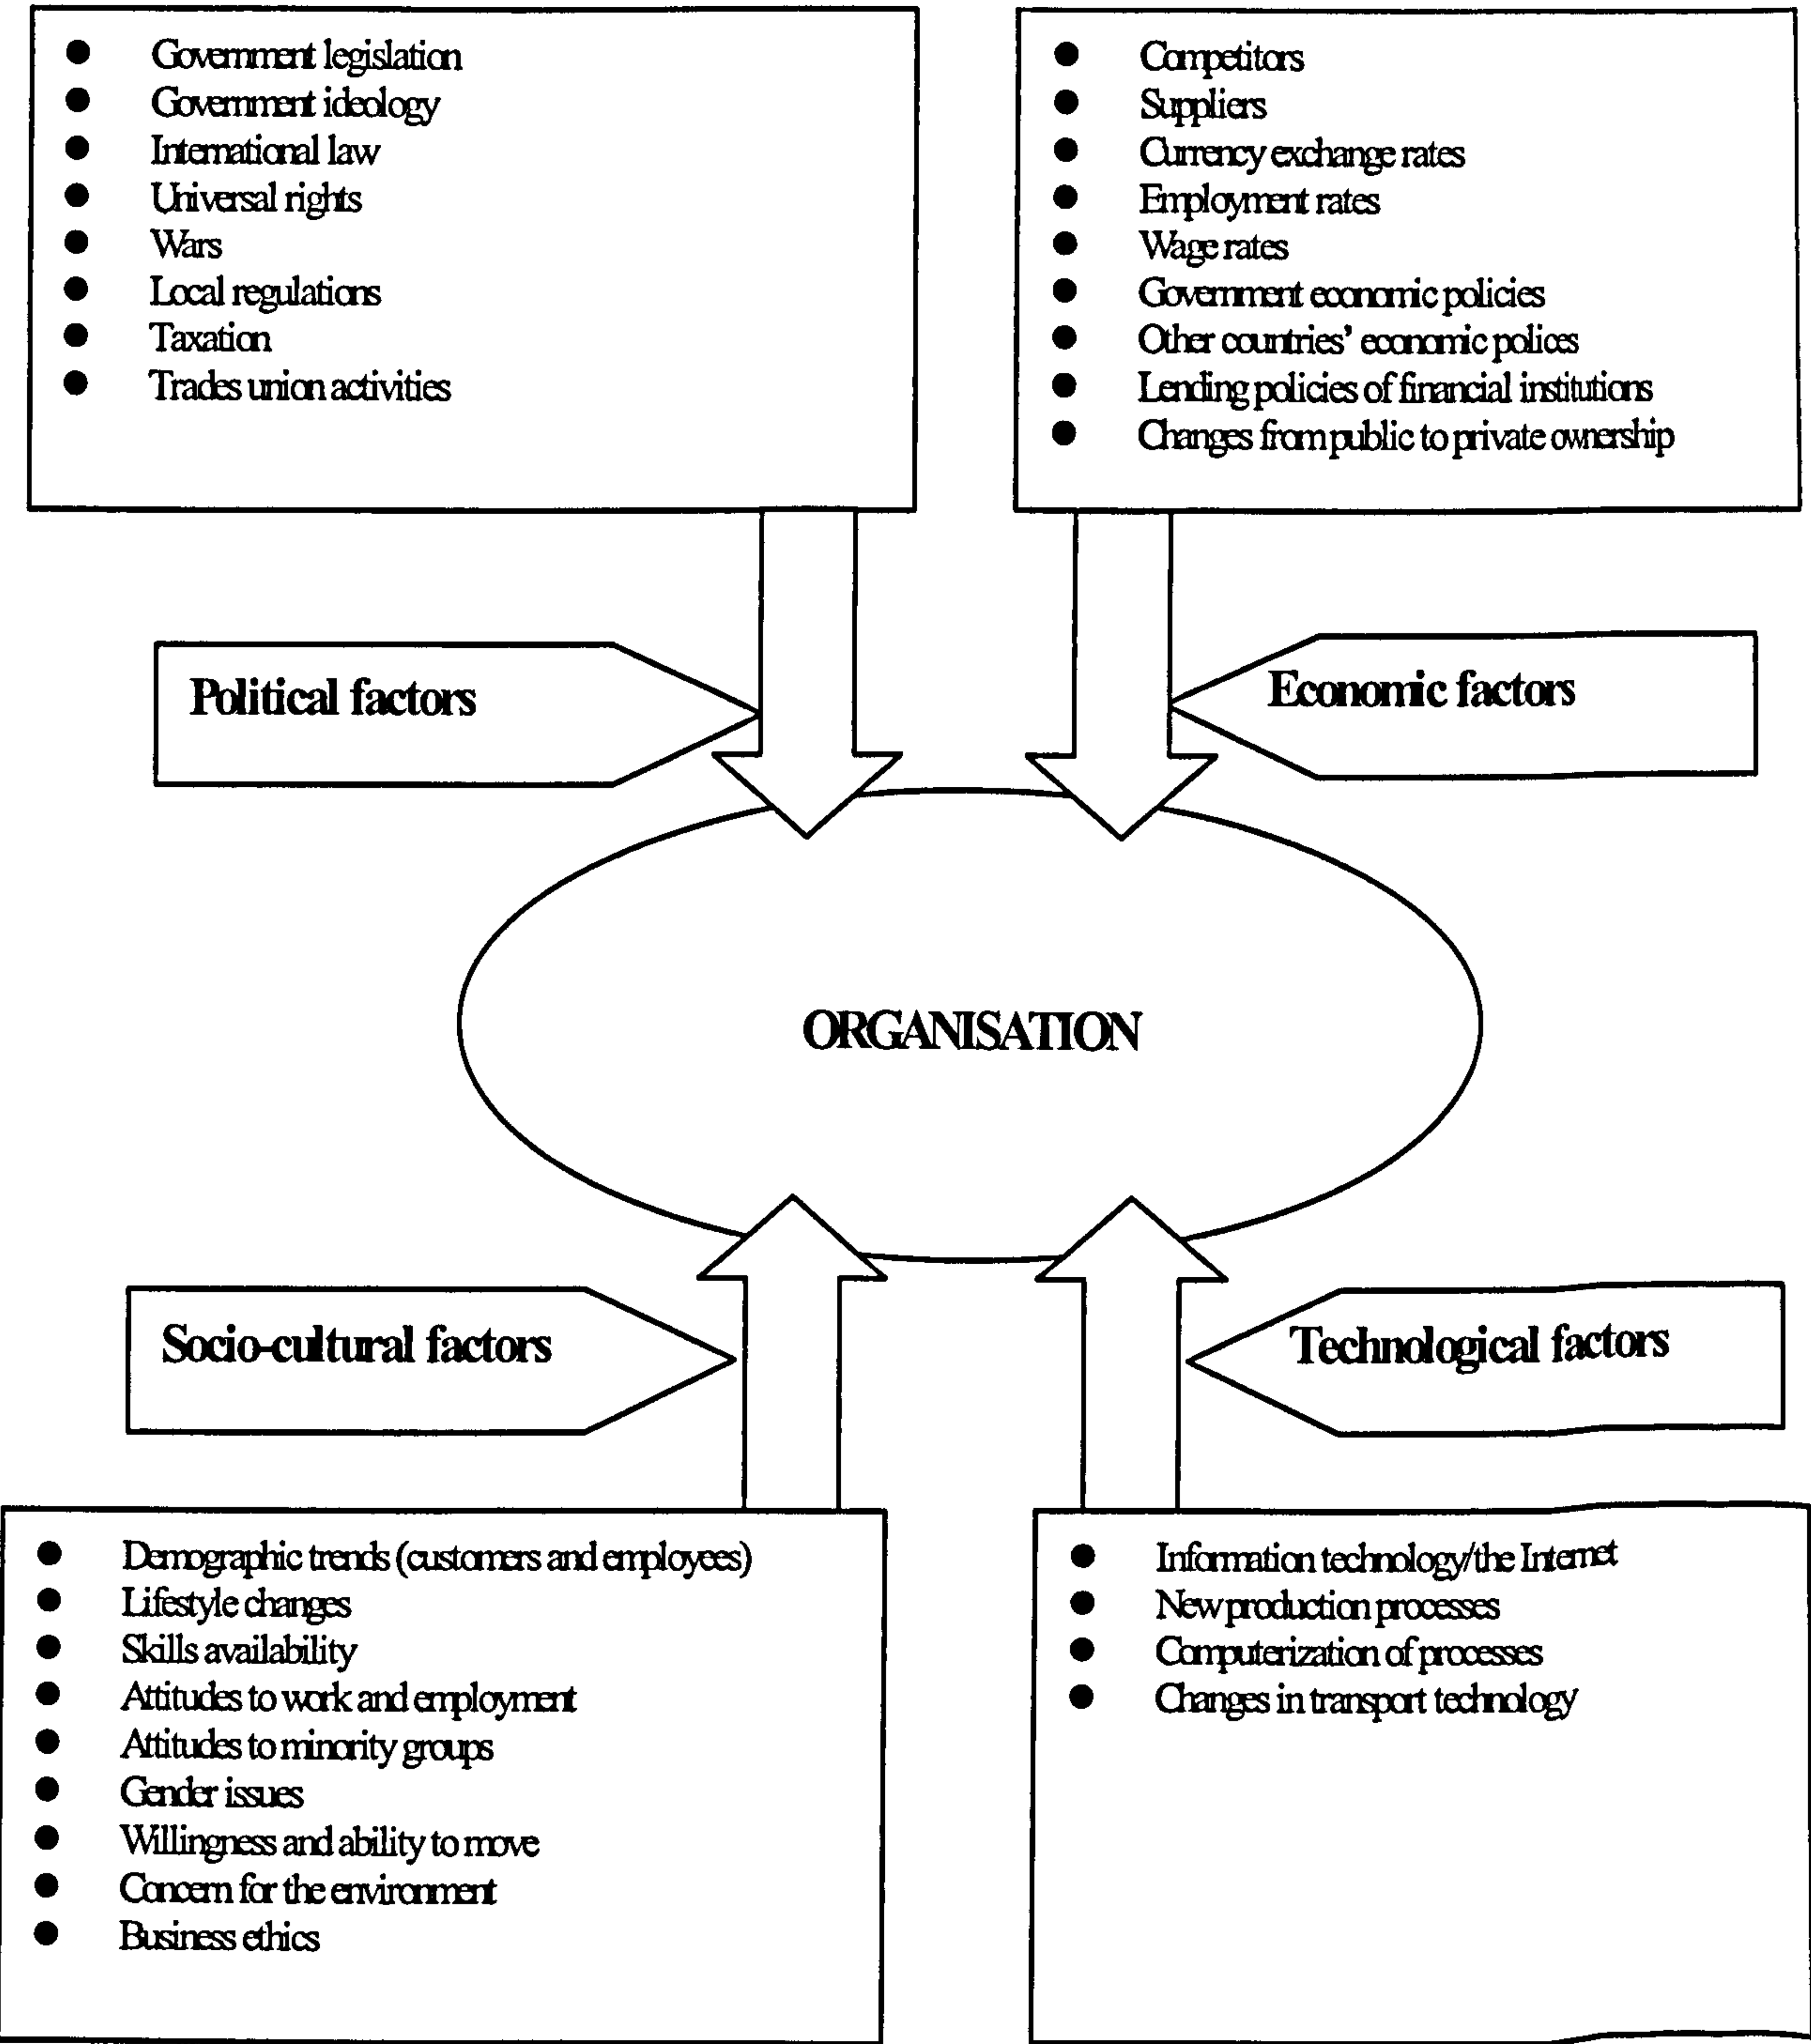 ● Government legislation
● Government ideology
● International law
● Universal rights
● Wars
● Local regulations
● Taxation
● Trades union activities
● Competitors
● Suppliers
● Currency exchange rates
● Employment rates
● Wage rates
● Government economic policies
● Other countries’ economic polices
● Lending policies of financial institutions
● Changes from public to private ownership
Political factors
Economic factors
ORGANISATION
Socio-cultural factors
Technological factors
● Demographic trends (customers and employees)
● Lifestyle changes
● Skills availability
● Attitudes to work and employment
● Attitudes to minority groups
● Gender issues
● Willingness and ability to move
● Concern for the environment
● Business ethics
● Information technology/the Internet
● New production processes
● Computerization of processes
● Changes in transport technology